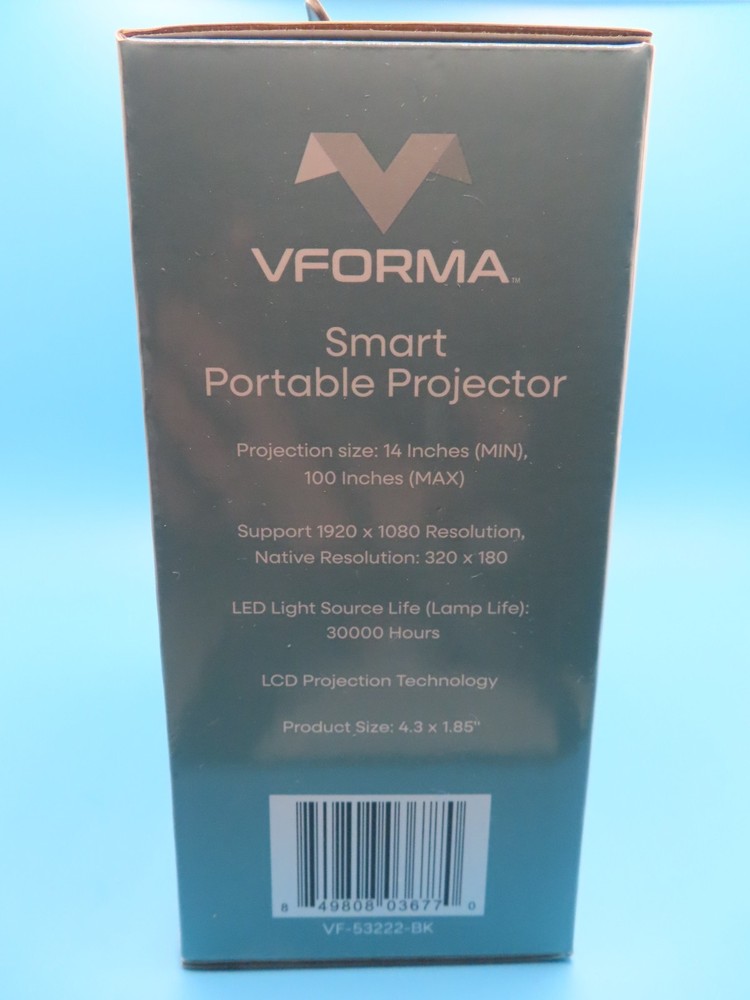 VFORMA™
Smart
Portable Projector
Projection size: 14 Inches (MIN),
100 Inches (MAX)
Support 1920 x 1080 Resolution,
Native Resolution: 320 x 180
LED Light Source Life (Lamp Life):
30000 Hours
LCD Projection Technology
Product Size: 4.3 x 1.85"
8 49808 03677 0
VF-53222-BK